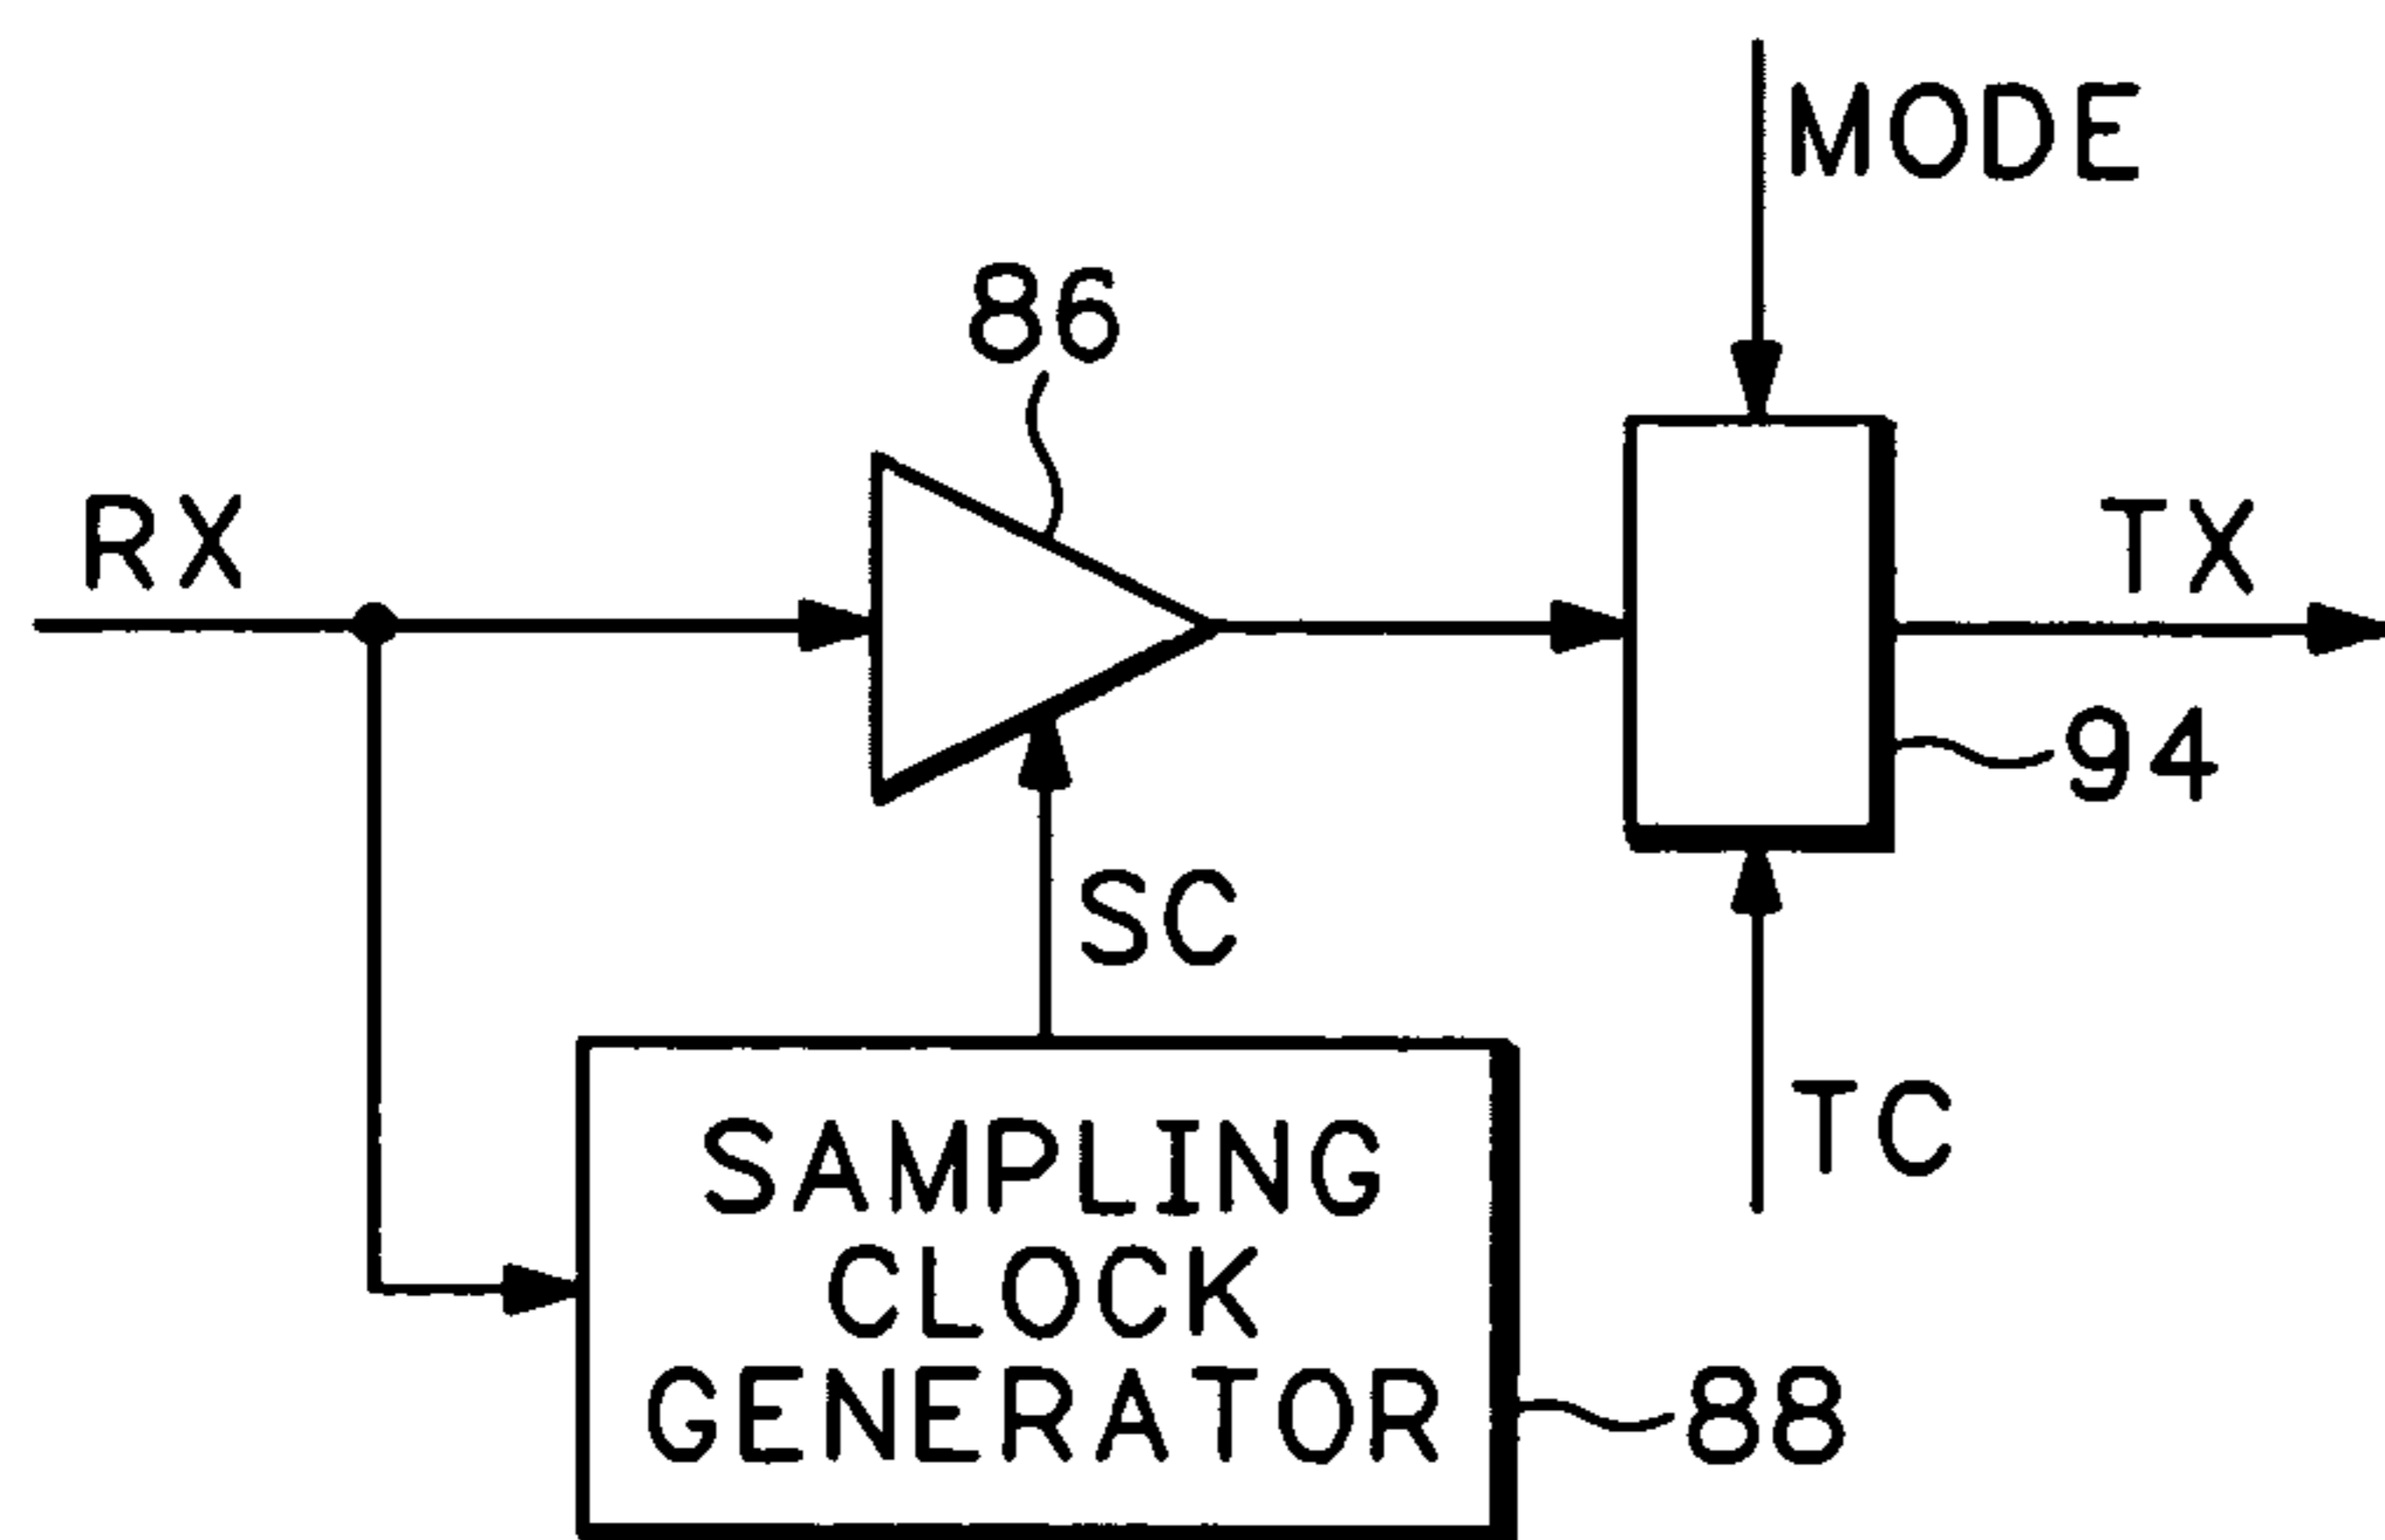 MODE
86
RX
TX
94
SC
TC
SAMPLING
CLOCK
GENERATOR
88